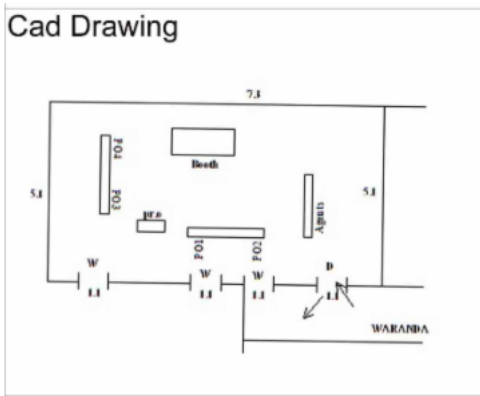 Cad Drawing
7.3
PO4
Booth
5.1
5.1
PO3
pro
Agents
PO1
PO2
W
W
W
D
1.1
1.1
1.1
1.1
WARANDA